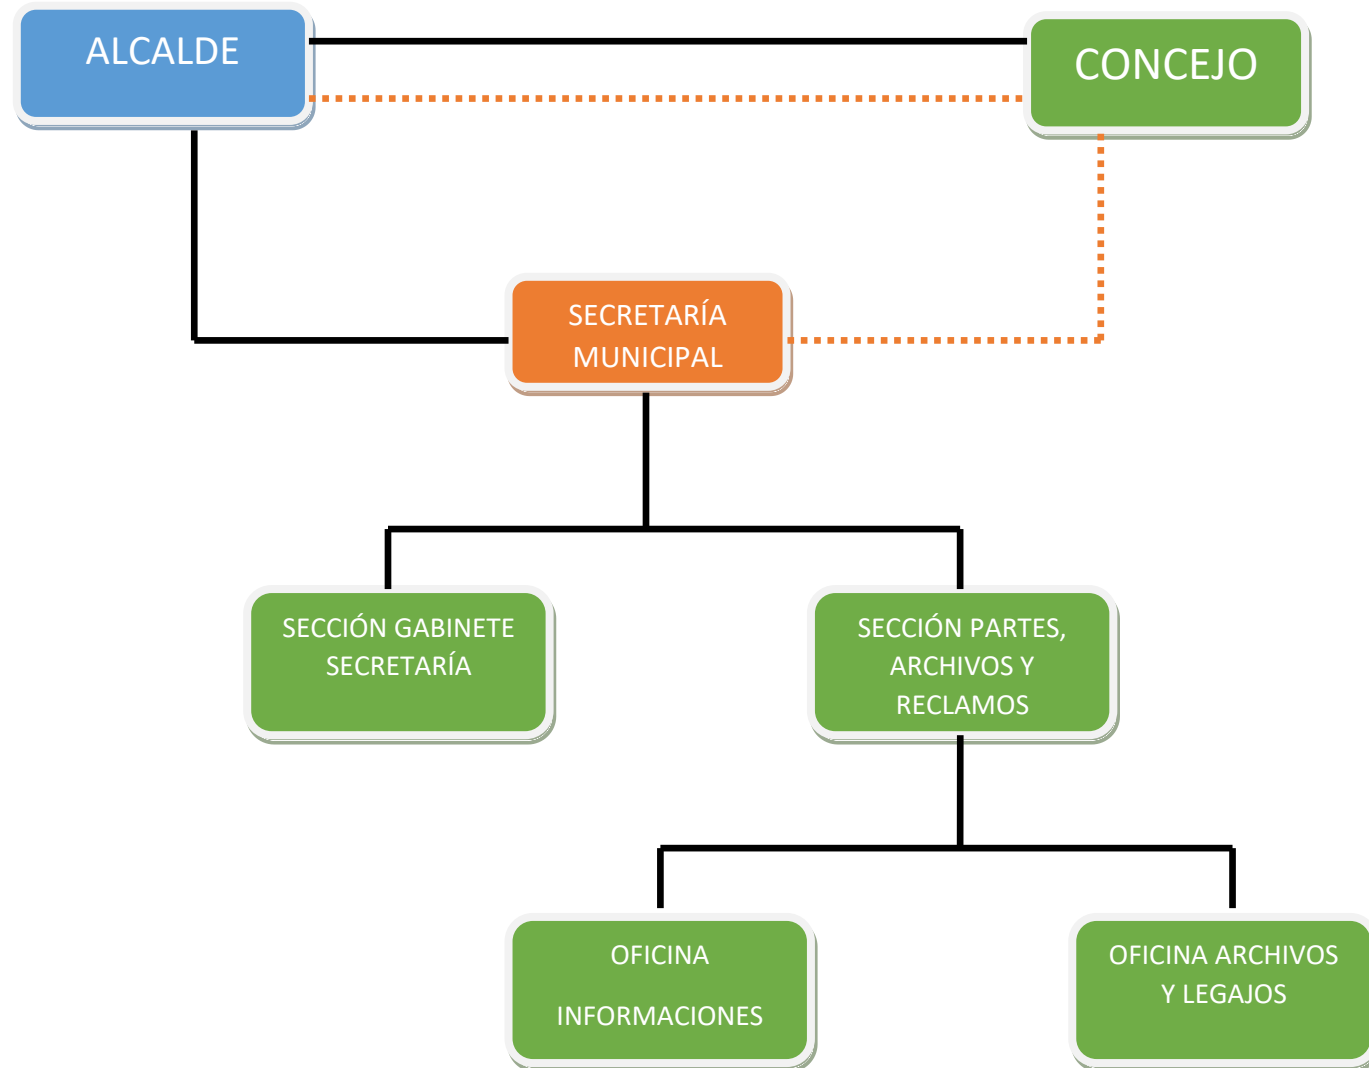 ALCALDE
CONCEJO
SECRETARÍA
MUNICIPAL
SECCIÓN GABINETE
SECRETARÍA
SECCIÓN PARTES,
ARCHIVOS Y
RECLAMOS
OFICINA
INFORMACIONES
OFICINA ARCHIVOS
Y LEGAJOS